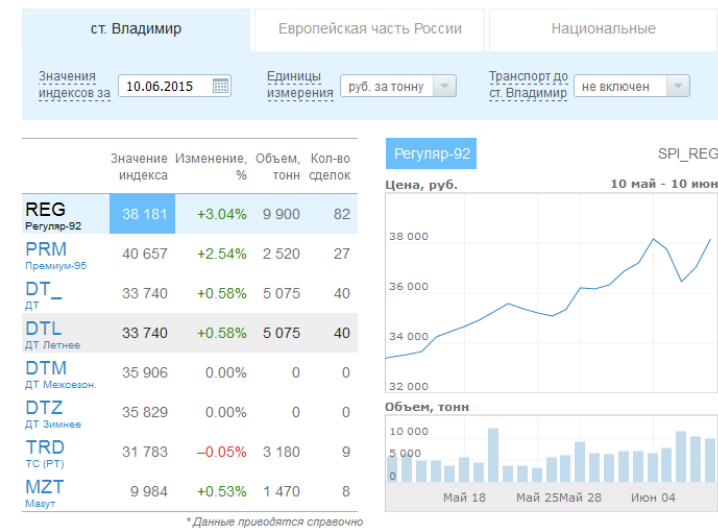 ст. Владимир
Европейская часть России
Национальные
Значения индексов за
10.06.2015
Единицы измерения
руб. за тонну
Транспорт до ст. Владимир
не включен
Значение индекса
Изменение, %
Объем, тонн
Кол-во сделок
REG 38 181 +3.04% 9 900 82
Регуляр-92
PRM 40 657 +2.54% 2 520 27
Премиум-95
DT_ 33 740 +0.58% 5 075 40
ДТ
DTL 33 740 +0.58% 5 075 40
ДТ Летнее
DTM 35 906 0.00% 0 0
ДТ Межсезон.
DTZ 35 829 0.00% 0 0
ДТ Зимнее
TRD 31 783 –0.05% 3 180 9
ТС (РТ)
MZT 9 984 +0.53% 1 470 8
Мазут
* Данные приводятся справочно
Регуляр-92
SPI_REG
Цена, руб.
10 май - 10 июн
38 000
36 000
34 000
32 000
Объем, тонн
10 000
5 000
0
Май 18 Май 25 Май 28 Июн 04